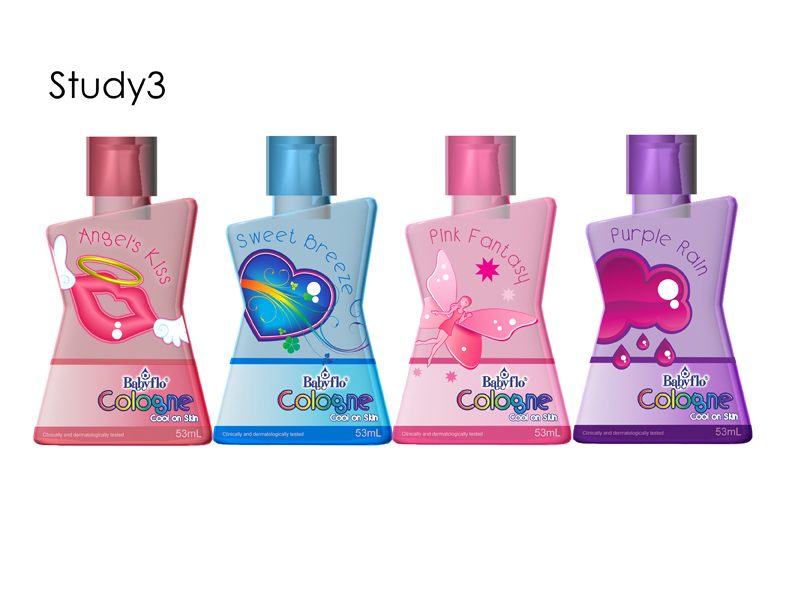 Study3
Angel's Kiss
Babyflo®
Cologne
Cool on Skin
Clinically and dermatologically tested
53mL
Sweet Breeze
Babyflo®
Cologne
Cool on Skin
Clinically and dermatologically tested
53mL
Pink Fantasy
Babyflo®
Cologne
Cool on Skin
Clinically and dermatologically tested
53mL
Purple Rain
Babyflo®
Cologne
Cool on Skin
Clinically and dermatologically tested
53mL